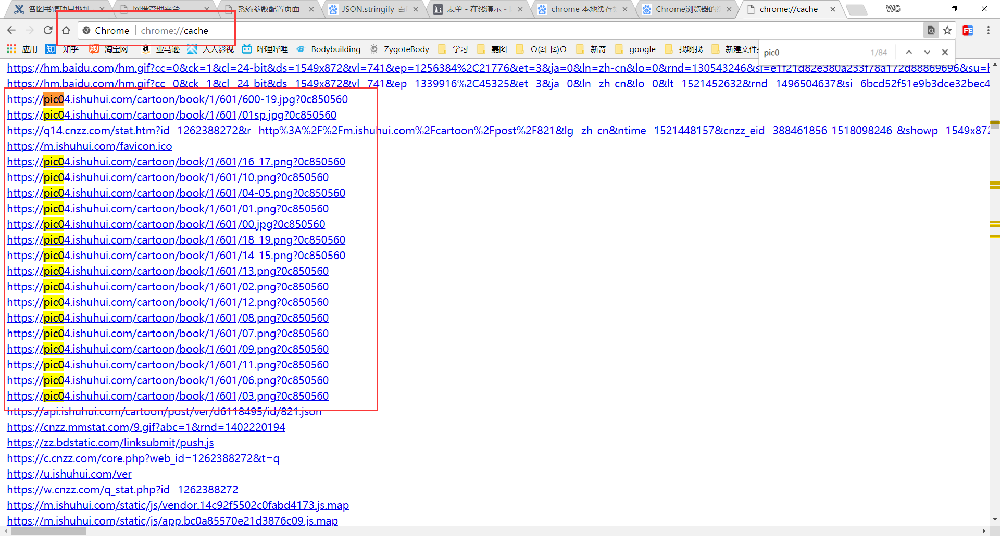 各图书馆项目地址
网借管理平台
系统参数配置页面
JSON.stringify_百
表单 - 在线演示 -
chrome 本地缓存
Chrome浏览器的
chrome://cache
WG
Chrome
chrome://cache
FE
应用
知 知乎
淘 淘宝网
a 亚马逊
人人影视
哔哩哔哩
Bodybuilding
ZygoteBody
学习
嘉图
O(≧口≦)O
新奇
google
找啊找
新建文件
pic0 1/84
https://hm.baidu.com/hm.gif?cc=0&ck=1&cl=24-bit&ds=1549x872&vl=741&ep=1256384%2C21776&et=3&ja=0&ln=zh-cn&lo=0&rnd=130543246&si=e1f21d82e380a233f78a172d88869696&su=h
https://hm.baidu.com/hm.gif?cc=0&ck=1&cl=24-bit&ds=1549x872&vl=741&ep=1339916%2C45325&et=3&ja=0&ln=zh-cn&lo=0&lt=1521452632&rnd=1496504637&si=6bcd52f51e9b3dce32bec4
https://pic04.ishuhui.com/cartoon/book/1/601/600-19.jpg?0c850560
https://pic04.ishuhui.com/cartoon/book/1/601/01sp.jpg?0c850560
https://q14.cnzz.com/stat.htm?id=1262388272&r=http%3A%2F%2Fm.ishuhui.com%2Fcartoon%2Fpost%2F821&lg=zh-cn&ntime=1521448157&cnzz_eid=388461856-1518098246-&showp=1549x872
https://m.ishuhui.com/favicon.ico
https://pic04.ishuhui.com/cartoon/book/1/601/16-17.png?0c850560
https://pic04.ishuhui.com/cartoon/book/1/601/10.png?0c850560
https://pic04.ishuhui.com/cartoon/book/1/601/04-05.png?0c850560
https://pic04.ishuhui.com/cartoon/book/1/601/01.png?0c850560
https://pic04.ishuhui.com/cartoon/book/1/601/00.jpg?0c850560
https://pic04.ishuhui.com/cartoon/book/1/601/18-19.png?0c850560
https://pic04.ishuhui.com/cartoon/book/1/601/14-15.png?0c850560
https://pic04.ishuhui.com/cartoon/book/1/601/13.png?0c850560
https://pic04.ishuhui.com/cartoon/book/1/601/02.png?0c850560
https://pic04.ishuhui.com/cartoon/book/1/601/12.png?0c850560
https://pic04.ishuhui.com/cartoon/book/1/601/08.png?0c850560
https://pic04.ishuhui.com/cartoon/book/1/601/07.png?0c850560
https://pic04.ishuhui.com/cartoon/book/1/601/09.png?0c850560
https://pic04.ishuhui.com/cartoon/book/1/601/11.png?0c850560
https://pic04.ishuhui.com/cartoon/book/1/601/06.png?0c850560
https://pic04.ishuhui.com/cartoon/book/1/601/03.png?0c850560
https://api.ishuhui.com/cartoon/post/ver/d6118495/id/821.json
https://cnzz.mmstat.com/9.gif?abc=1&rnd=1402220194
https://zz.bdstatic.com/linksubmit/push.js
https://c.cnzz.com/core.php?web_id=1262388272&t=q
https://u.ishuhui.com/ver
https://w.cnzz.com/q_stat.php?id=1262388272
https://m.ishuhui.com/static/js/vendor.14c92f5502c0fabd4173.js.map
https://m.ishuhui.com/static/js/app.bc0a85570e21d3876c09.js.map